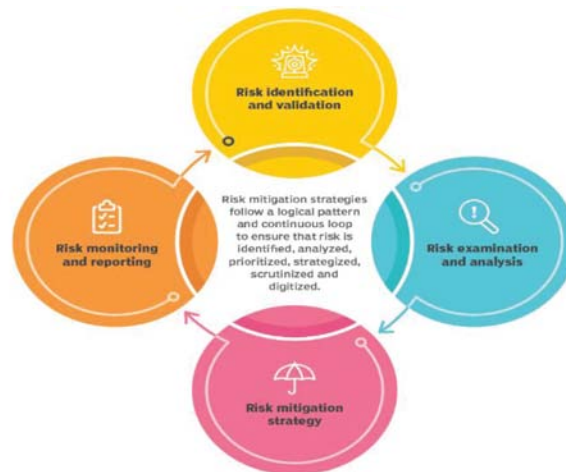 Risk identification
and validation
Risk mitigation strategies
follow a logical pattern
and continuous loop
to ensure that risk is
identified, analyzed,
prioritized, strategized,
scrutinized and
digitized.
Risk monitoring
and reporting
Risk examination
and analysis
Risk mitigation
strategy